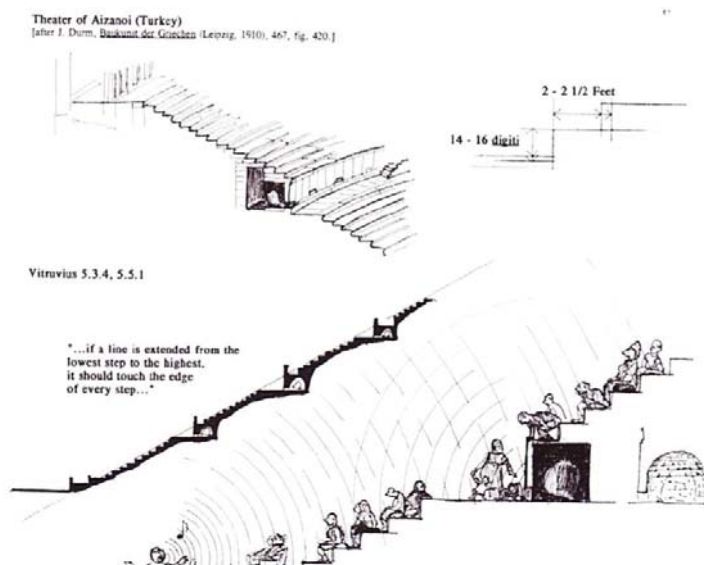 Theater of Aizanoi (Turkey)
[after J. Durm, Baukunst der Griechen (Leipzig, 1910), 467, fig. 420.]
2 - 2 1/2 Feet
14 - 16 digiti
Vitruvius 5.3.4, 5.5.1
"...if a line is extended from the
lowest step to the highest,
it should touch the edge
of every step..."